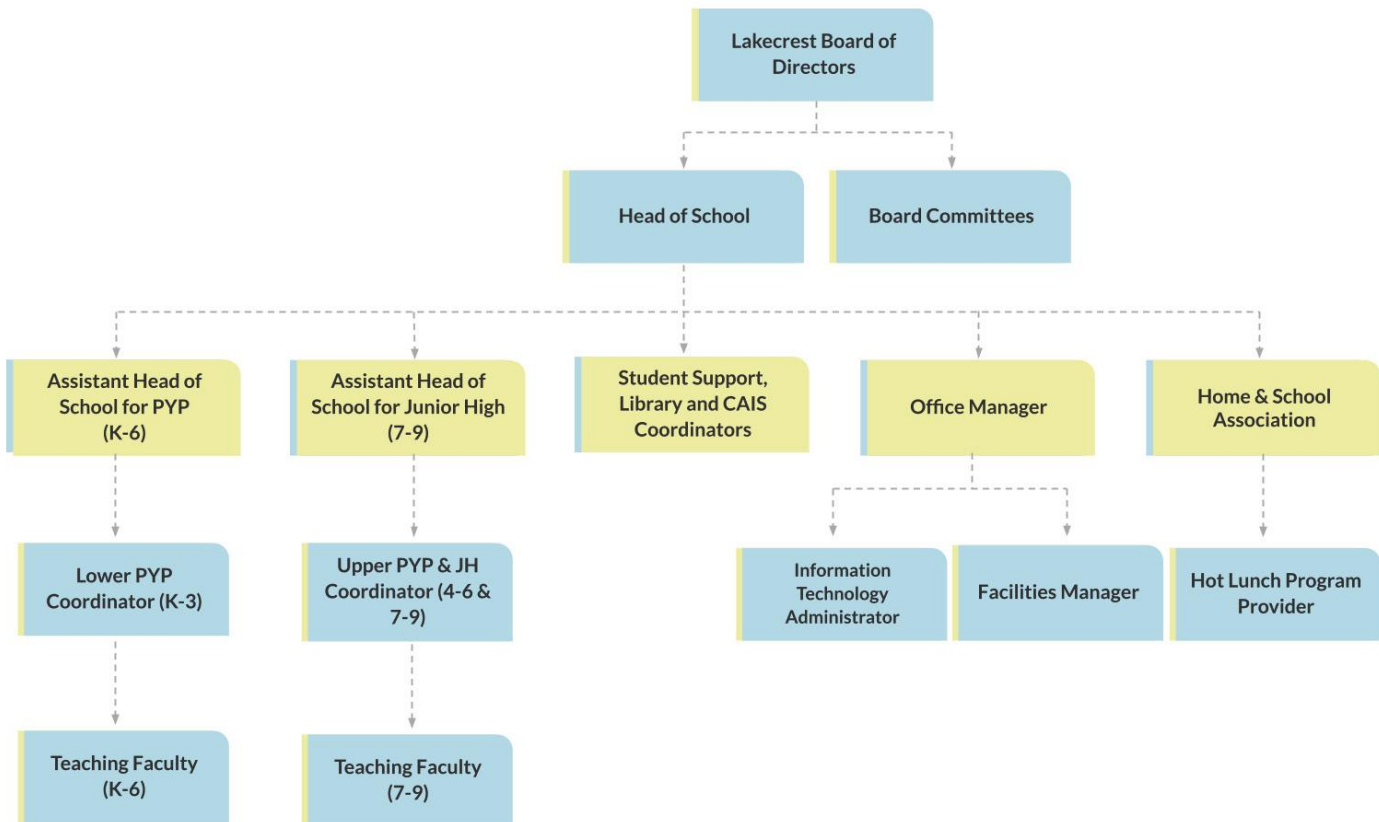 Lakecrest Board of
Directors
Head of School
Board Committees
Assistant Head of
School for PYP
(K-6)
Assistant Head of
School for Junior High
(7-9)
Student Support,
Library and CAIS
Coordinators
Office Manager
Home & School
Association
Lower PYP
Coordinator (K-3)
Upper PYP & JH
Coordinator (4-6 &
7-9)
Information
Technology
Administrator
Facilities Manager
Hot Lunch Program
Provider
Teaching Faculty
(K-6)
Teaching Faculty
(7-9)